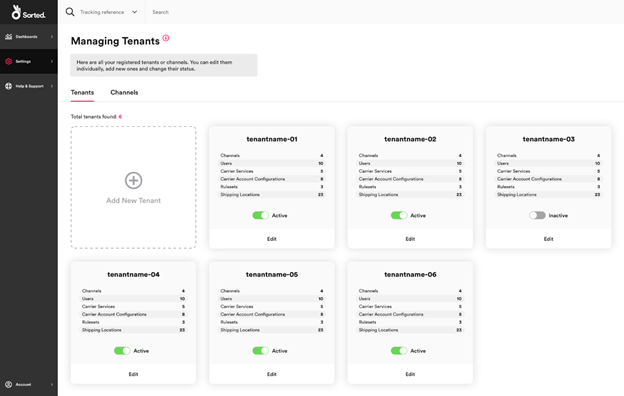 Sorted.
Tracking reference
Search
Dashboards
Settings
Help & Support
Account
Managing Tenants
Here are all your registered tenants or channels. You can edit them
individually, add new ones and change their status.
Tenants
Channels
Total tenants found: 6
Add New Tenant
tenantname-01
Channels 4
Users 10
Carrier Services 5
Carrier Account Configurations 8
Rulesets 3
Shipping Locations 23
Active
Edit
tenantname-02
Channels 4
Users 10
Carrier Services 5
Carrier Account Configurations 8
Rulesets 3
Shipping Locations 23
Active
Edit
tenantname-03
Channels 4
Users 10
Carrier Services 5
Carrier Account Configurations 8
Rulesets 3
Shipping Locations 23
Inactive
Edit
tenantname-04
Channels 4
Users 10
Carrier Services 5
Carrier Account Configurations 8
Rulesets 3
Shipping Locations 23
Active
Edit
tenantname-05
Channels 4
Users 10
Carrier Services 5
Carrier Account Configurations 8
Rulesets 3
Shipping Locations 23
Active
Edit
tenantname-06
Channels 4
Users 10
Carrier Services 5
Carrier Account Configurations 8
Rulesets 3
Shipping Locations 23
Active
Edit